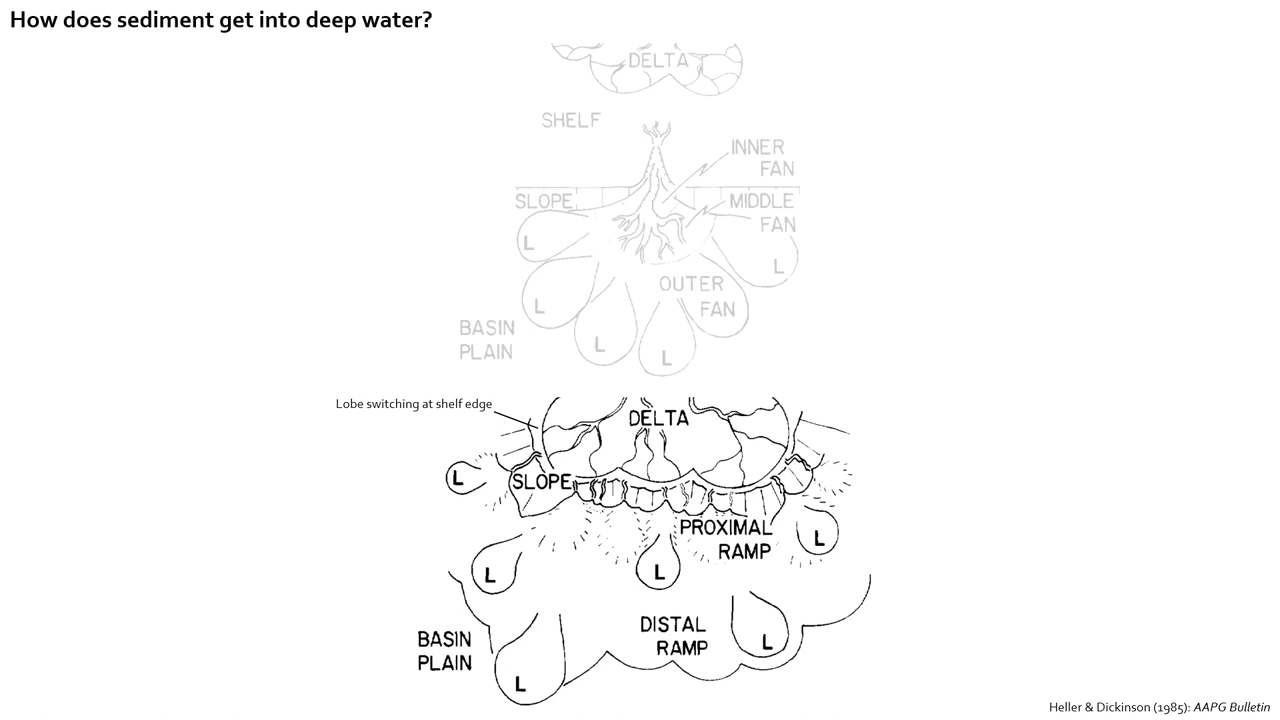 How does sediment get into deep water?
DELTA
SHELF
INNER
FAN
SLOPE
MIDDLE
FAN
L
L
OUTER
FAN
L
BASIN
PLAIN
L
L
Lobe switching at shelf edge
DELTA
L
SLOPE
PROXIMAL
RAMP
L
L
L
DISTAL
RAMP
L
BASIN
PLAIN
L
Heller & Dickinson (1985): AAPG Bulletin